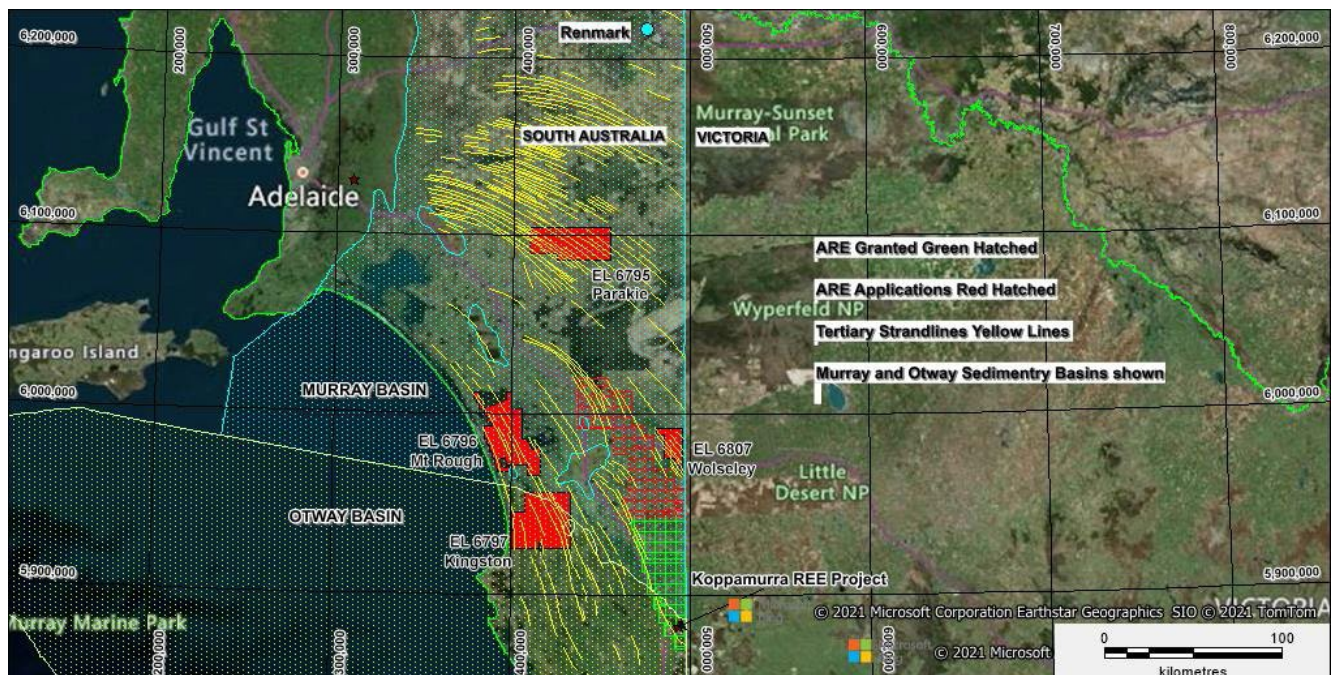 6,200,000
200,000
300,000
400,000
Renmark
500,000
600,000
700,000
800,000
6,200,000
Gulf St
Vincent
SOUTH AUSTRALIA
Murray-Sunset
VICTORIA
al Park
Adelaide
6,100,000
6,100,000
EL 6795
Parakie
ARE Granted Green Hatched
ARE Applications Red Hatched
Wyperfeld NP
Tertiary Strandlines Yellow Lines
Murray and Otway Sedimentry Basins shown
ngaroo Island
MURRAY BASIN
6,000,000
6,000,000
EL 6796
Mt Rough
EL 6807
Wolseley
Little
Desert NP
OTWAY BASIN
EL 6797
Kingston
5,900,000
5,900,000
Koppamurra REE Project
© 2021 Microsoft Corporation Earthstar Geographics SIO © 2021 TomTom
VICTORIA
Murray Marine Park
200,000
300,000
400,000
500,000
600,000
© 2021 Microsoft
0 100
kilometres